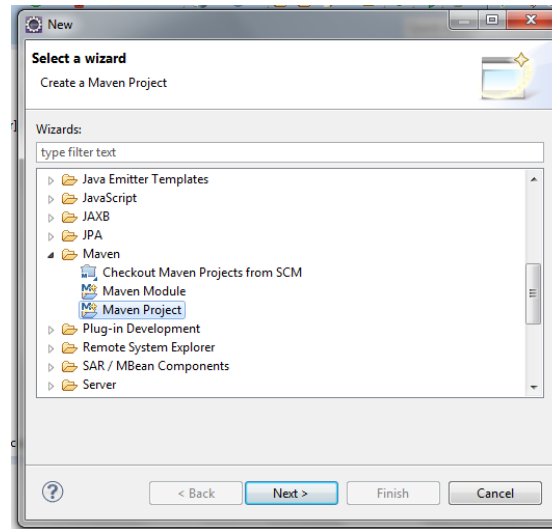 New
Select a wizard
Create a Maven Project
Wizards:
type filter text
Java Emitter Templates
JavaScript
JAXB
JPA
Maven
Checkout Maven Projects from SCM
Maven Module
Maven Project
Plug-in Development
Remote System Explorer
SAR / MBean Components
Server
< Back Next > Finish Cancel